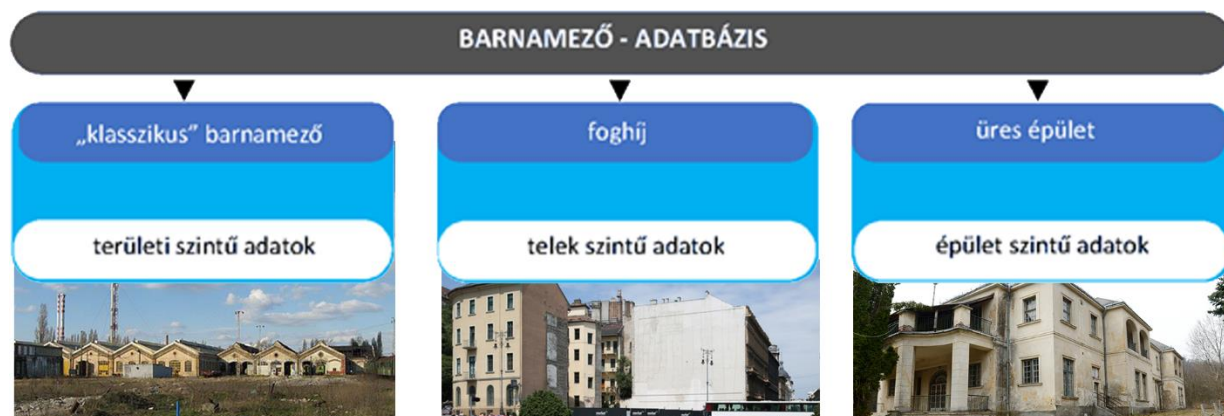 BARNAMEZŐ - ADATBÁZIS
„klasszikus” barnamező
foghíj
üres épület
területi szintű adatok
telek szintű adatok
épület szintű adatok